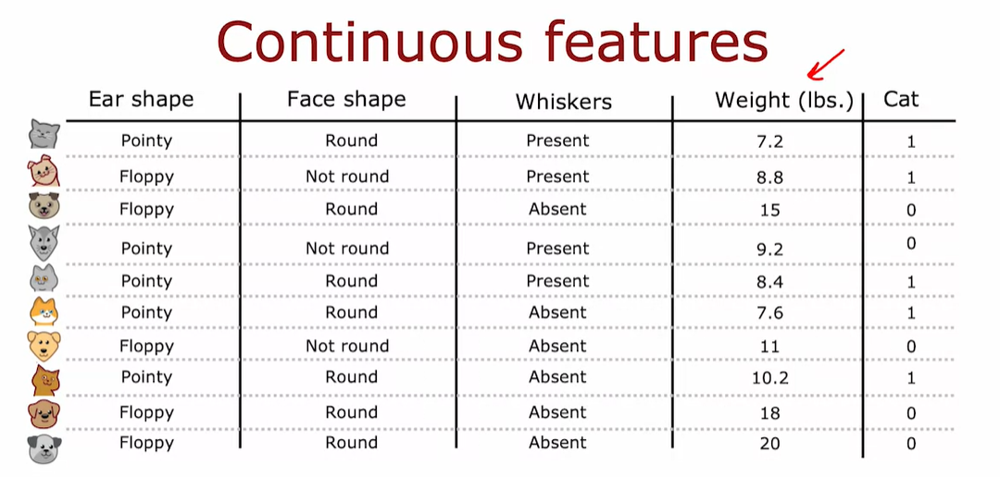 Continuous features
Ear shape Face shape Whiskers Weight (lbs.) Cat
Pointy Round Present 7.2 1
Floppy Not round Present 8.8 1
Floppy Round Absent 15 0
Pointy Not round Present 9.2 0
Pointy Round Present 8.4 1
Pointy Round Absent 7.6 1
Floppy Not round Absent 11 0
Pointy Round Absent 10.2 1
Floppy Round Absent 18 0
Floppy Round Absent 20 0